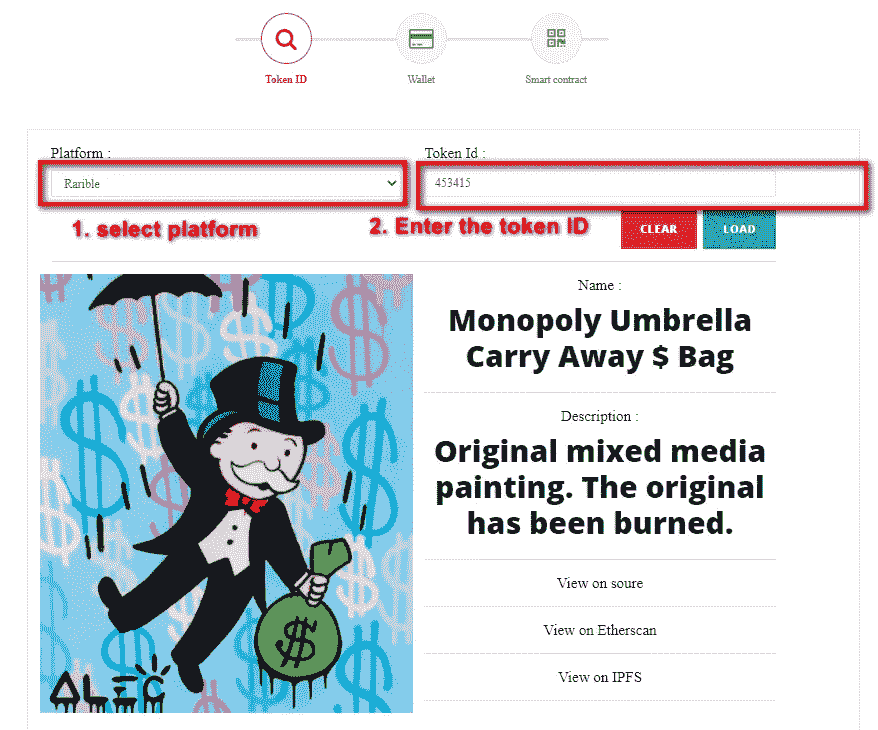 Token ID
Wallet
Smart contract
Platform :
Token Id :
Rarible
453415
1. select platform
2. Enter the token ID
CLEAR
LOAD
Name :
Monopoly Umbrella
Carry Away $ Bag
Description :
Original mixed media
painting. The original
has been burned.
View on soure
View on Etherscan
View on IPFS
ALEC